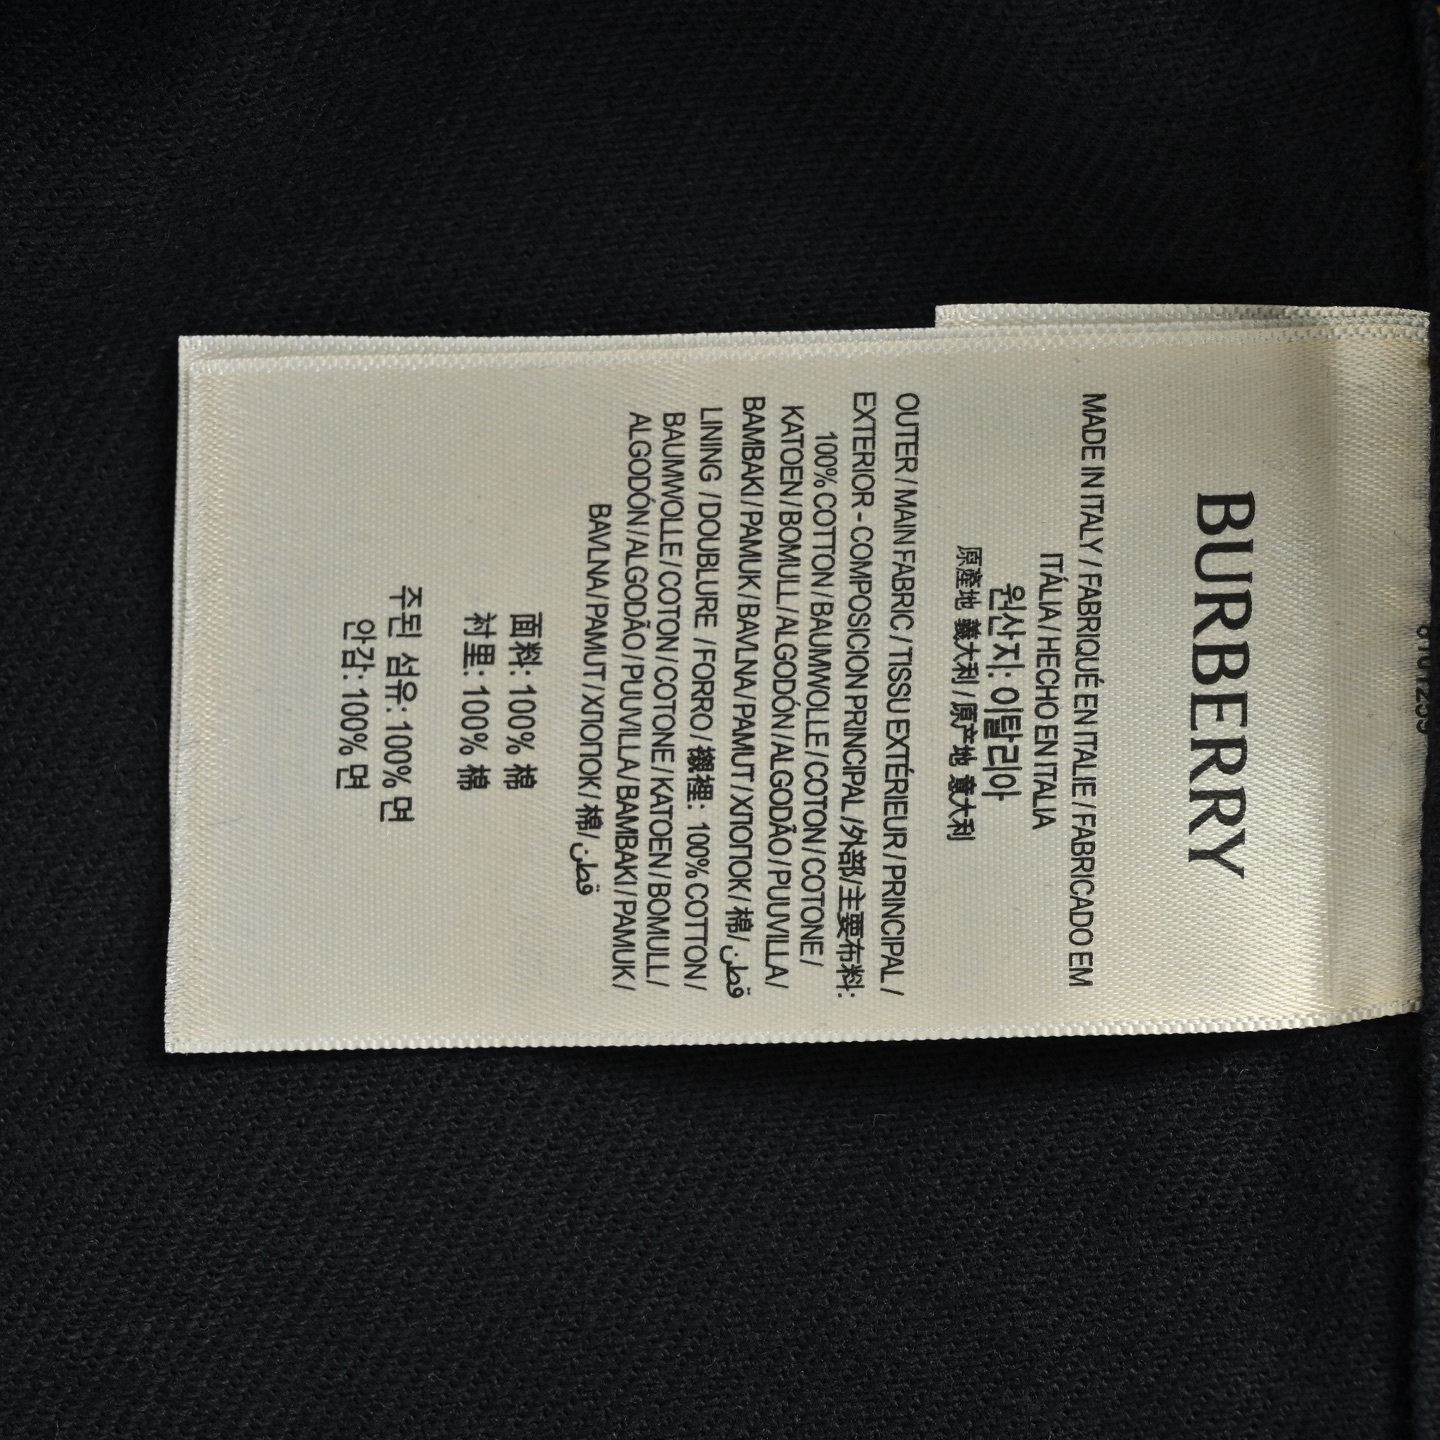 BURBERRY
MADE IN ITALY / FABRIQUÉ EN ITALIE / FABRICADO EM
ITÁLIA / HECHO EN ITALIA
원산지: 이탈리아
原產地 義大利 / 原产地 意大利
OUTER / MAIN FABRIC / TISSU EXTÉRIEUR / PRINCIPAL /
EXTERIOR - COMPOSICION PRINCIPAL /外部/主要布料:
100% COTTON / BAUMWOLLE / COTON / COTONE /
KATOEN / BOMULL / ALGODÓN / ALGODÃO / PUUVILLA /
BAMBAKI / PAMUK / BAVLNA / PAMUT / ХЛОПОК / 棉/ قطن
LINING / DOUBLURE / FORRO / 襯裡: 100% COTTON /
BAUMWOLLE / COTON / COTONE / KATOEN / BOMULL /
ALGODÓN / ALGODÃO / PUUVILLA / BAMBAKI / PAMUK /
BAVLNA / PAMUT / ХЛОПОК / 棉/ قطن
面料: 100% 棉
衬里: 100% 棉
주된 섬유: 100% 면
안감: 100% 면